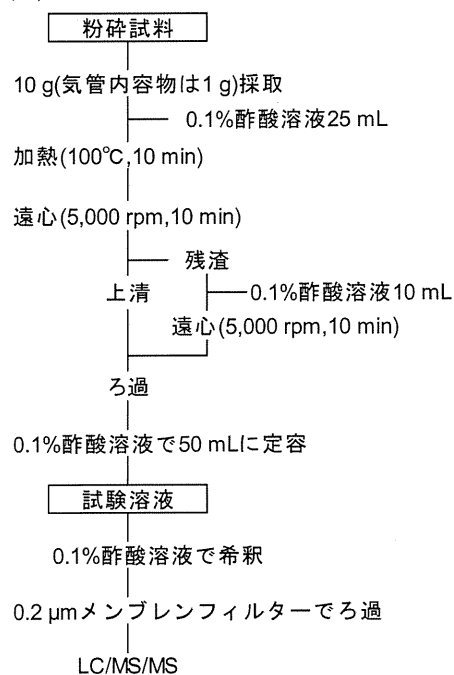 粉砕試料
10 g(気管内容物は1 g)採取
0.1%酢酸溶液25 mL
加熱(100℃,10 min)
遠心(5,000 rpm,10 min)
残渣
上清
0.1%酢酸溶液10 mL
遠心(5,000 rpm,10 min)
ろ過
0.1%酢酸溶液で50 mLに定容
試験溶液
0.1%酢酸溶液で希釈
0.2 μmメンブレンフィルターでろ過
LC/MS/MS